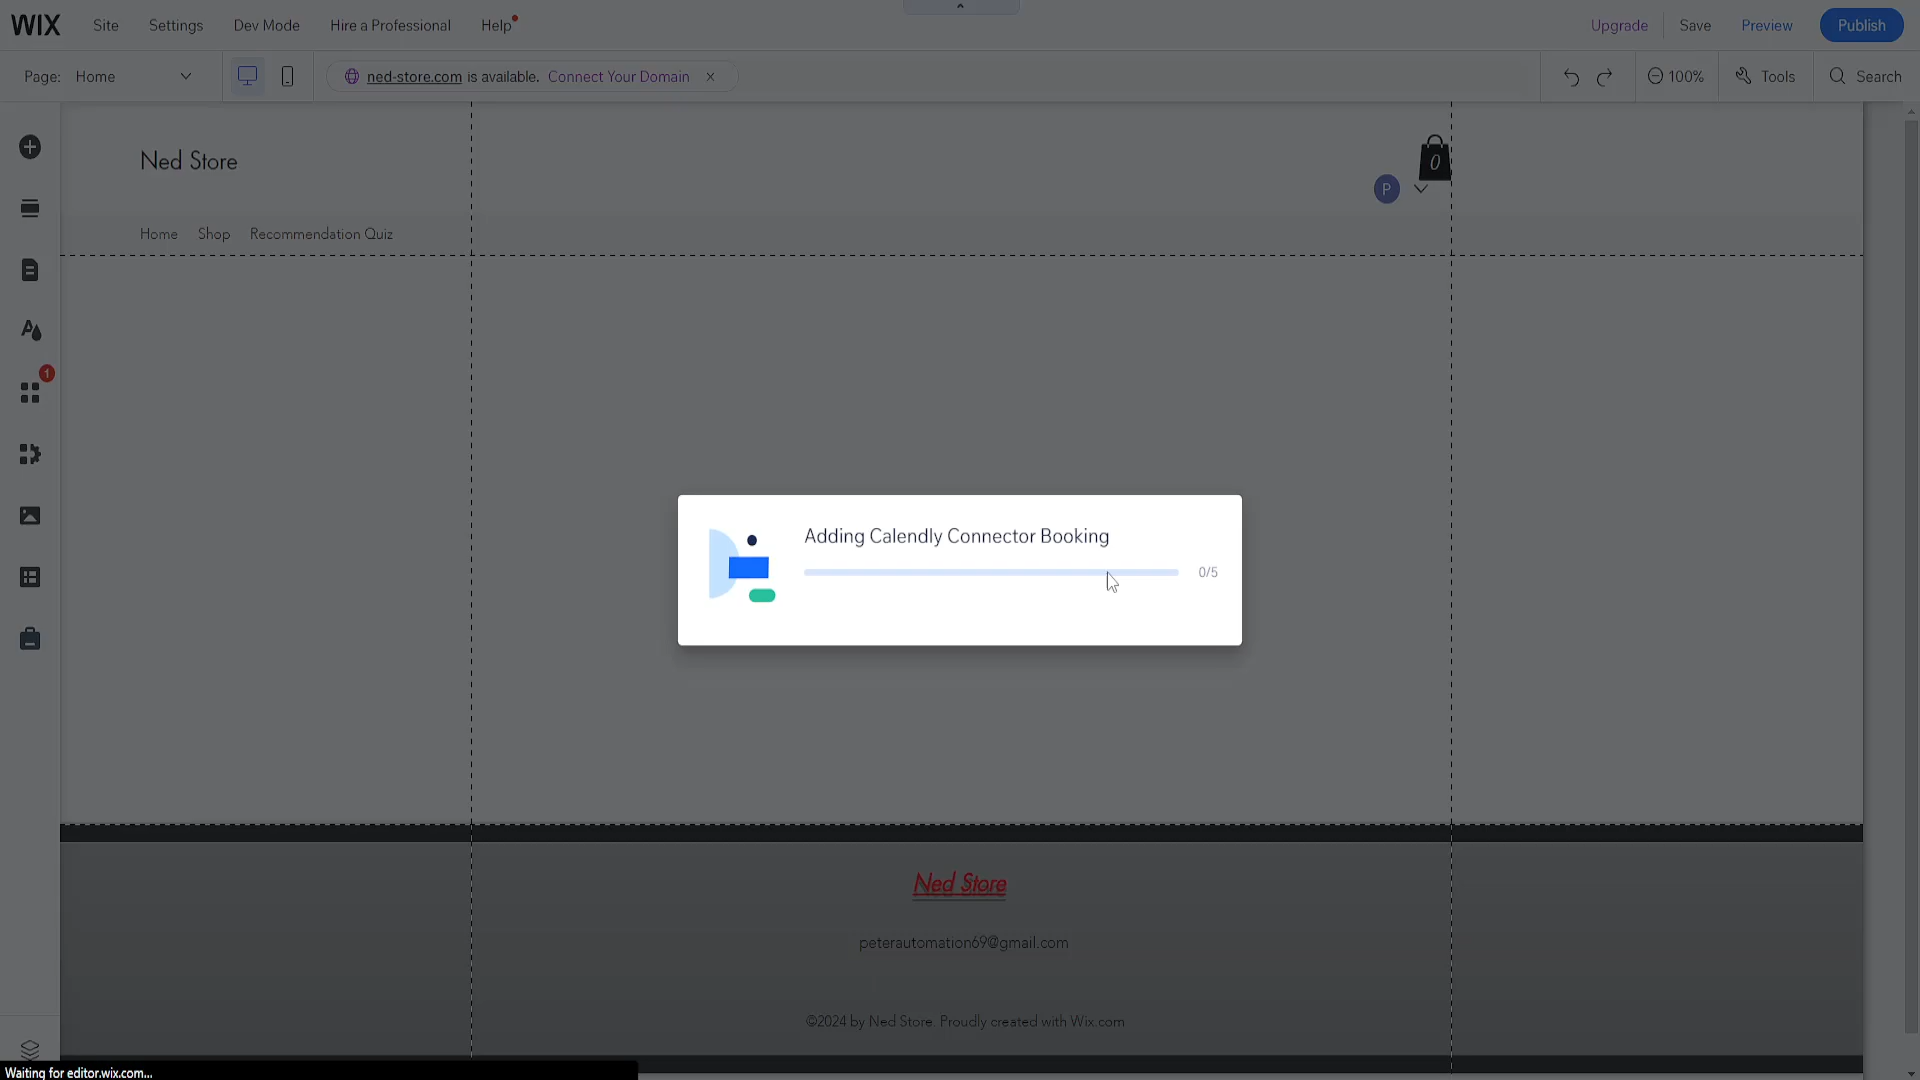 WIX Site Settings Dev Mode Hire a Professional Help Upgrade Save Preview Publish
Page: Home ned-store.com is available. Connect Your Domain 100% Tools Search
Ned Store
0
P
Home Shop Recommendation Quiz
1
Adding Calendly Connector Booking
0/5
Ned Store
peterautomation69@gmail.com
©2024 by Ned Store. Proudly created with Wix.com
Waiting for editor.wix.com...